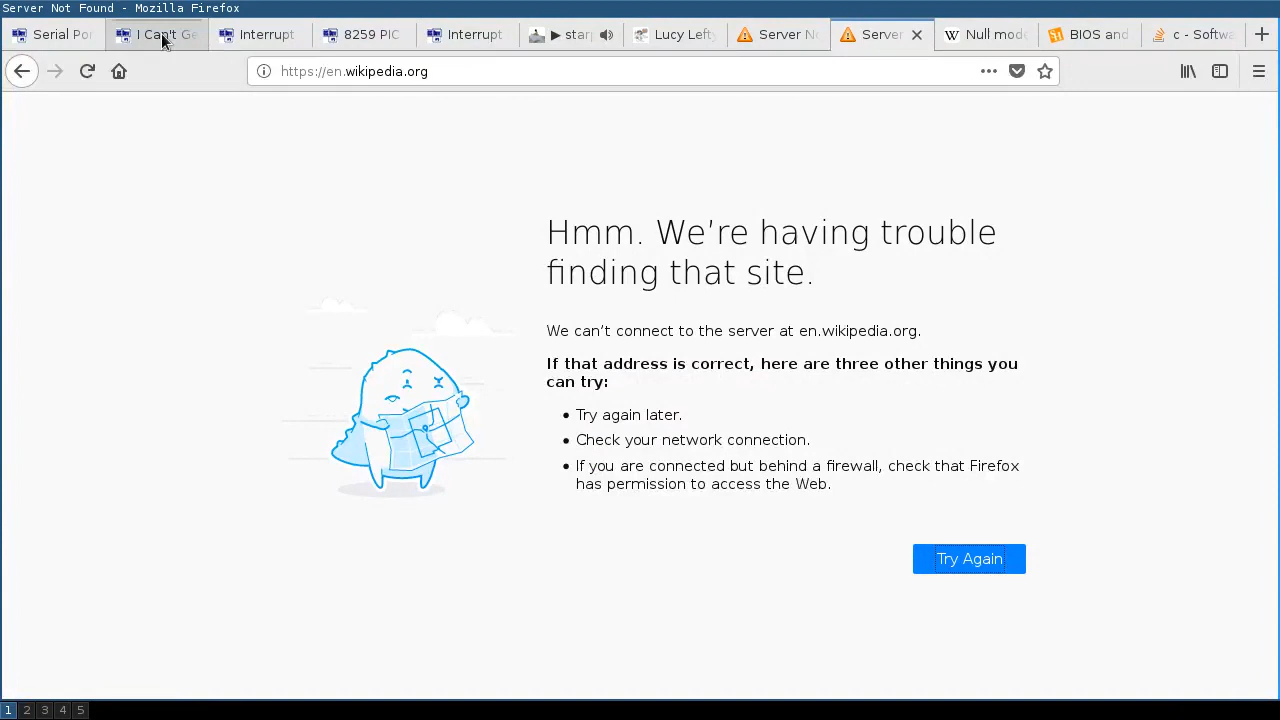 Server Not Found - Mozilla Firefox
Serial Por
I Can't Ge
Interrupt
8259 PIC
Interrupt
Lucy Left
Server N
Server
Null mod
BIOS and
c - Softwa
https://en.wikipedia.org
Hmm. We're having trouble
finding that site.
We can't connect to the server at en.wikipedia.org.
If that address is correct, here are three other things you
can try:
Try again later.
Check your network connection.
If you are connected but behind a firewall, check that Firefox
has permission to access the Web.
Try Again
1 2 3 4 5